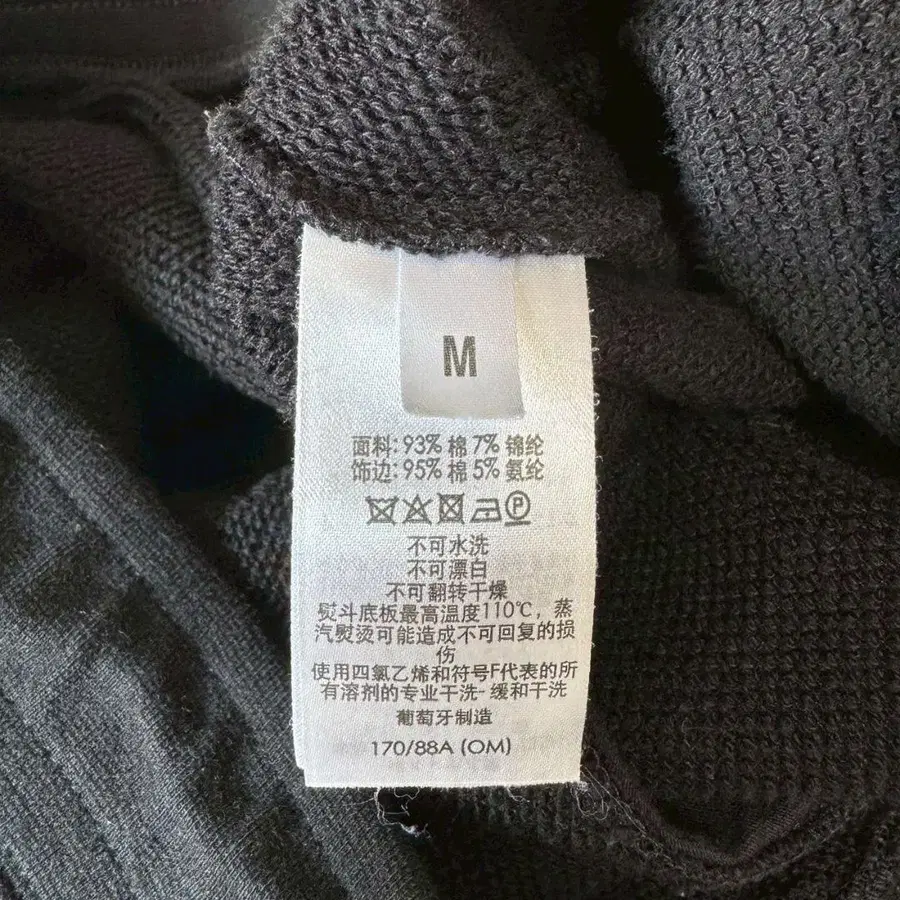 M
面料: 93% 棉 7% 锦纶
饰边: 95% 棉 5% 氨纶
P
不可水洗
不可漂白
不可翻转干燥
熨斗底板最高温度110℃，蒸
汽熨烫可能造成不可回复的损
伤
使用四氯乙烯和符号F代表的所
有溶剂的专业干洗- 缓和干洗
葡萄牙制造
170/88A (OM)